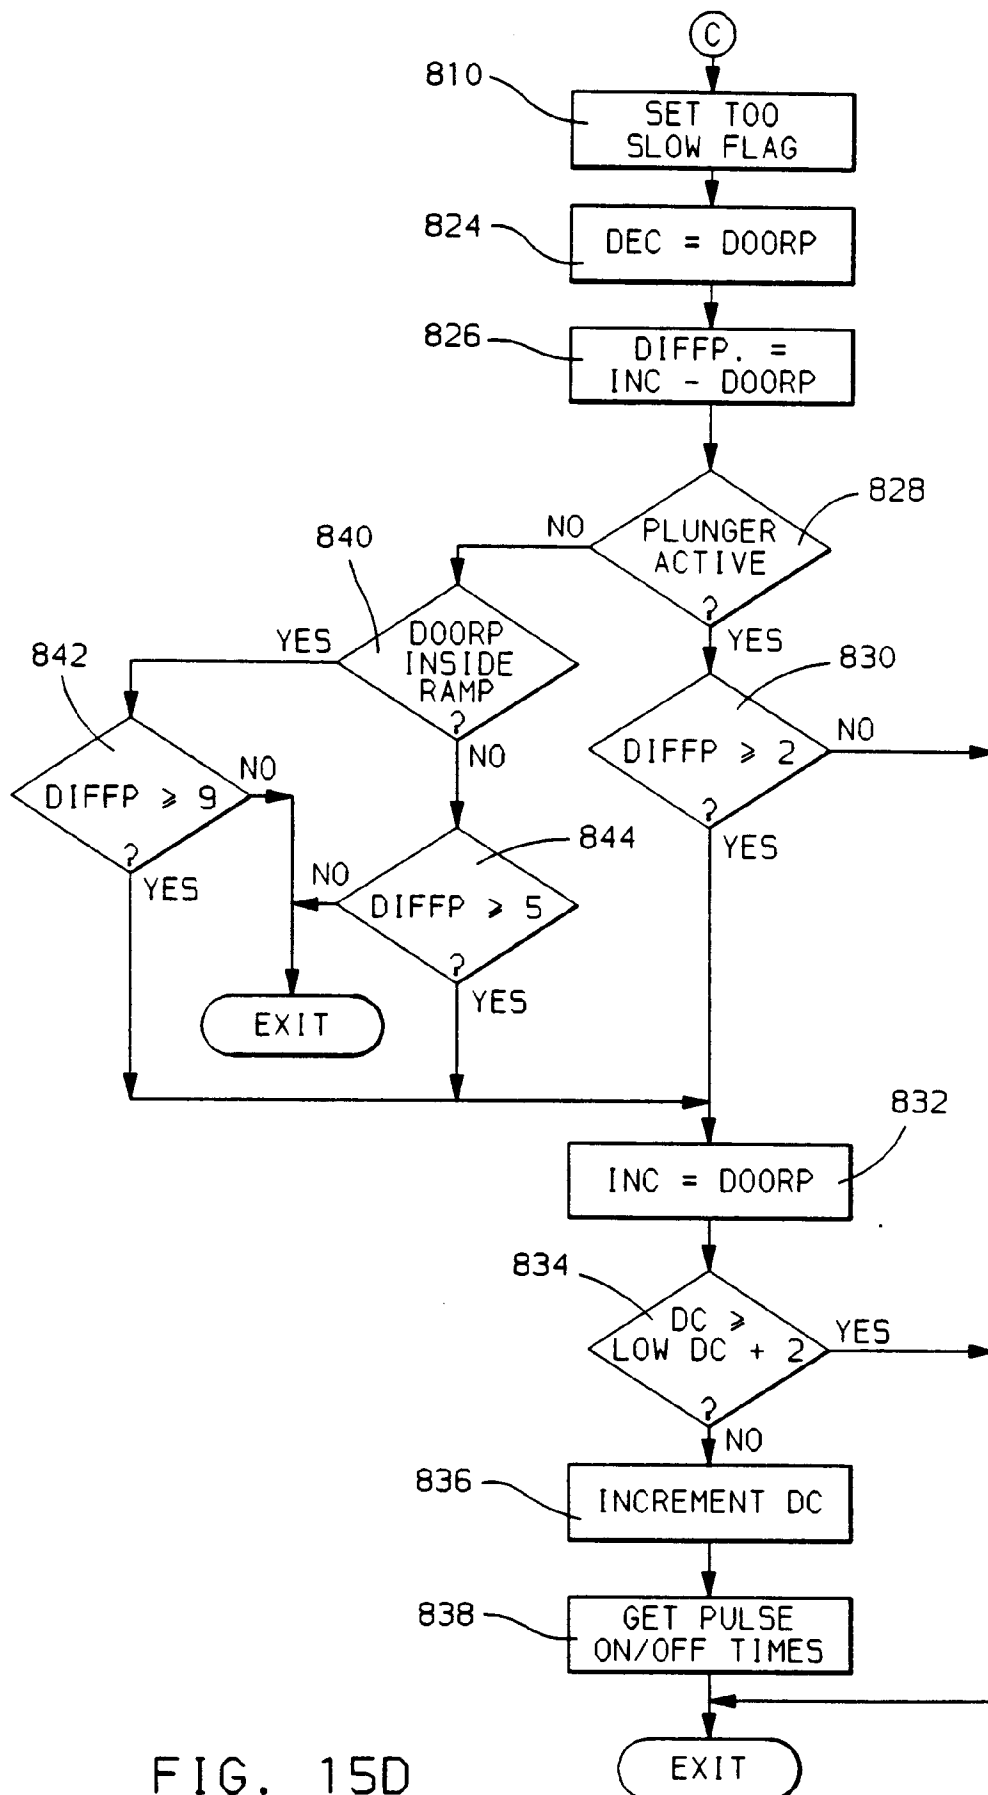 C
810
SET TOO
SLOW FLAG
824
DEC = DOORP
826
DIFFP. =
INC - DOORP
828
PLUNGER
ACTIVE
?
NO
YES
840
DOORP
INSIDE
RAMP
?
YES
NO
830
DIFFP ⩾ 2
?
NO
YES
842
DIFFP ⩾ 9
?
NO
YES
844
DIFFP ⩾ 5
?
NO
YES
EXIT
832
INC = DOORP
834
DC ⩾
LOW DC + 2
?
YES
NO
836
INCREMENT DC
838
GET PULSE
ON/OFF TIMES
EXIT
FIG. 15D